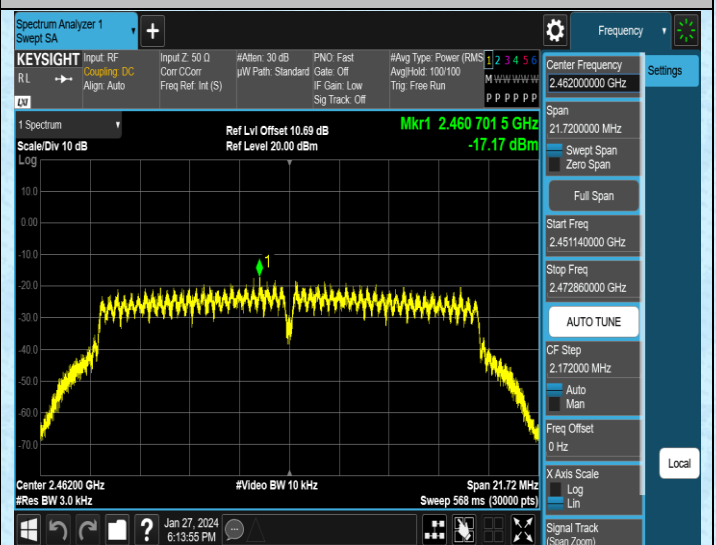 Spectrum Analyzer 1
Swept SA
+
Frequency
KEYSIGHT
RL
LXI
Input: RF
Coupling: DC
Align: Auto
Input Z: 50 Ω
Corr CCorr
Freq Ref: Int (S)
#Atten: 30 dB
µW Path: Standard
PNO: Fast
Gate: Off
IF Gain: Low
Sig Track: Off
#Avg Type: Power (RMS
Avg|Hold: 100/100
Trig: Free Run
1 2 3 4 5 6
M W W W W W
P P P P P P
Center Frequency
2.462000000 GHz
Settings
Span
21.7200000 MHz
Swept Span
Zero Span
Full Span
Start Freq
2.451140000 GHz
Stop Freq
2.472860000 GHz
AUTO TUNE
CF Step
2.172000 MHz
Auto
Man
Freq Offset
0 Hz
X Axis Scale
Log
Lin
Signal Track
(Span Zoom)
Local
1 Spectrum
Scale/Div 10 dB
Log
Ref Lvl Offset 10.69 dB
Ref Level 20.00 dBm
Mkr1 2.460 701 5 GHz
-17.17 dBm
10.0
0.00
-10.0
-20.0
-30.0
-40.0
-50.0
-60.0
-70.0
1
Center 2.46200 GHz
#Res BW 3.0 kHz
#Video BW 10 kHz
Span 21.72 MHz
Sweep 568 ms (30000 pts)
?
Jan 27, 2024
6:13:55 PM